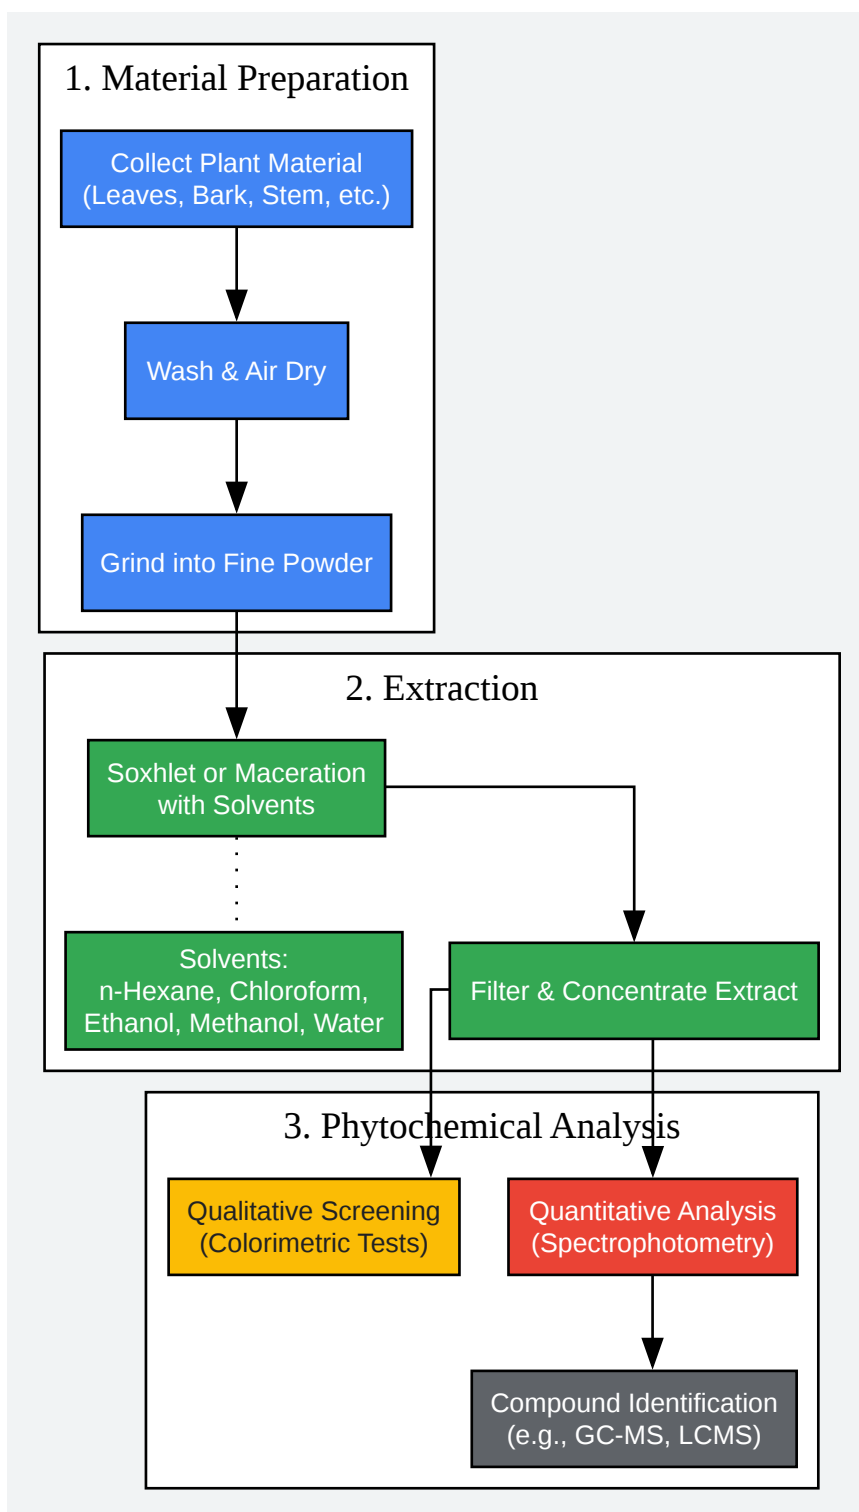 1. Material Preparation
Collect Plant Material
(Leaves, Bark, Stem, etc.)
Wash & Air Dry
Grind into Fine Powder
2. Extraction
Soxhlet or Maceration
with Solvents
Solvents:
n-Hexane, Chloroform,
Ethanol, Methanol, Water
Filter & Concentrate Extract
3. Phytochemical Analysis
Qualitative Screening
(Colorimetric Tests)
Quantitative Analysis
(Spectrophotometry)
Compound Identification
(e.g., GC-MS, LCMS)